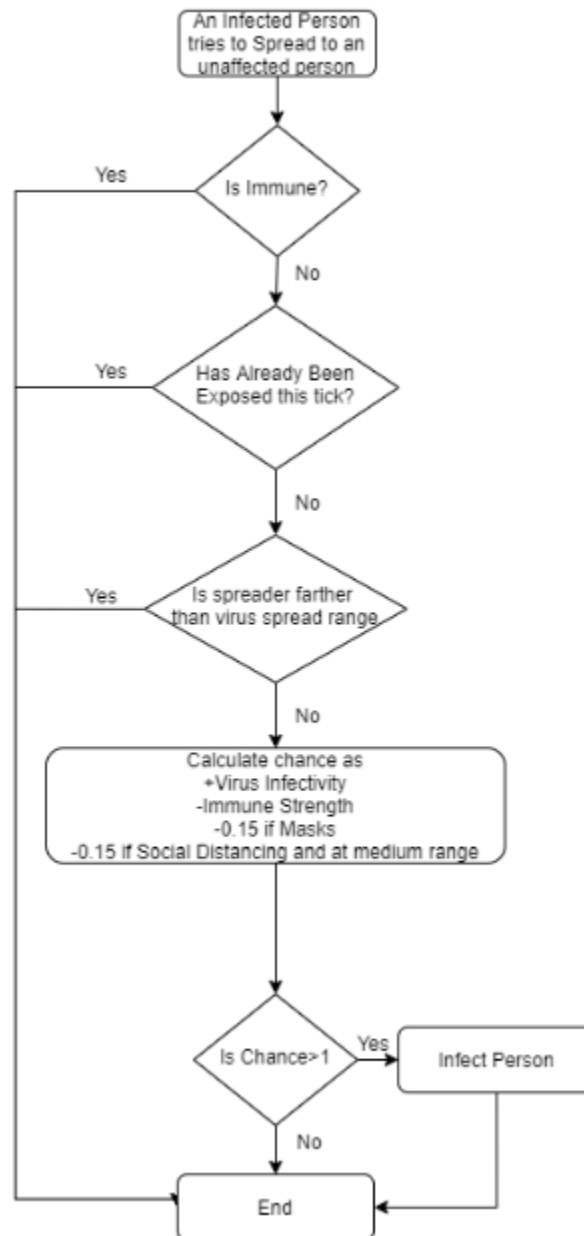 An Infected Person
tries to Spread to an
unaffected person
Yes
Is Immune?
No
Yes
Has Already Been
Exposed this tick?
No
Yes
Is spreader farther
than virus spread range
No
Calculate chance as
+Virus Infectivity
-Immune Strength
-0.15 if Masks
-0.15 if Social Distancing and at medium range
Is Chance>1
Yes
Infect Person
No
End